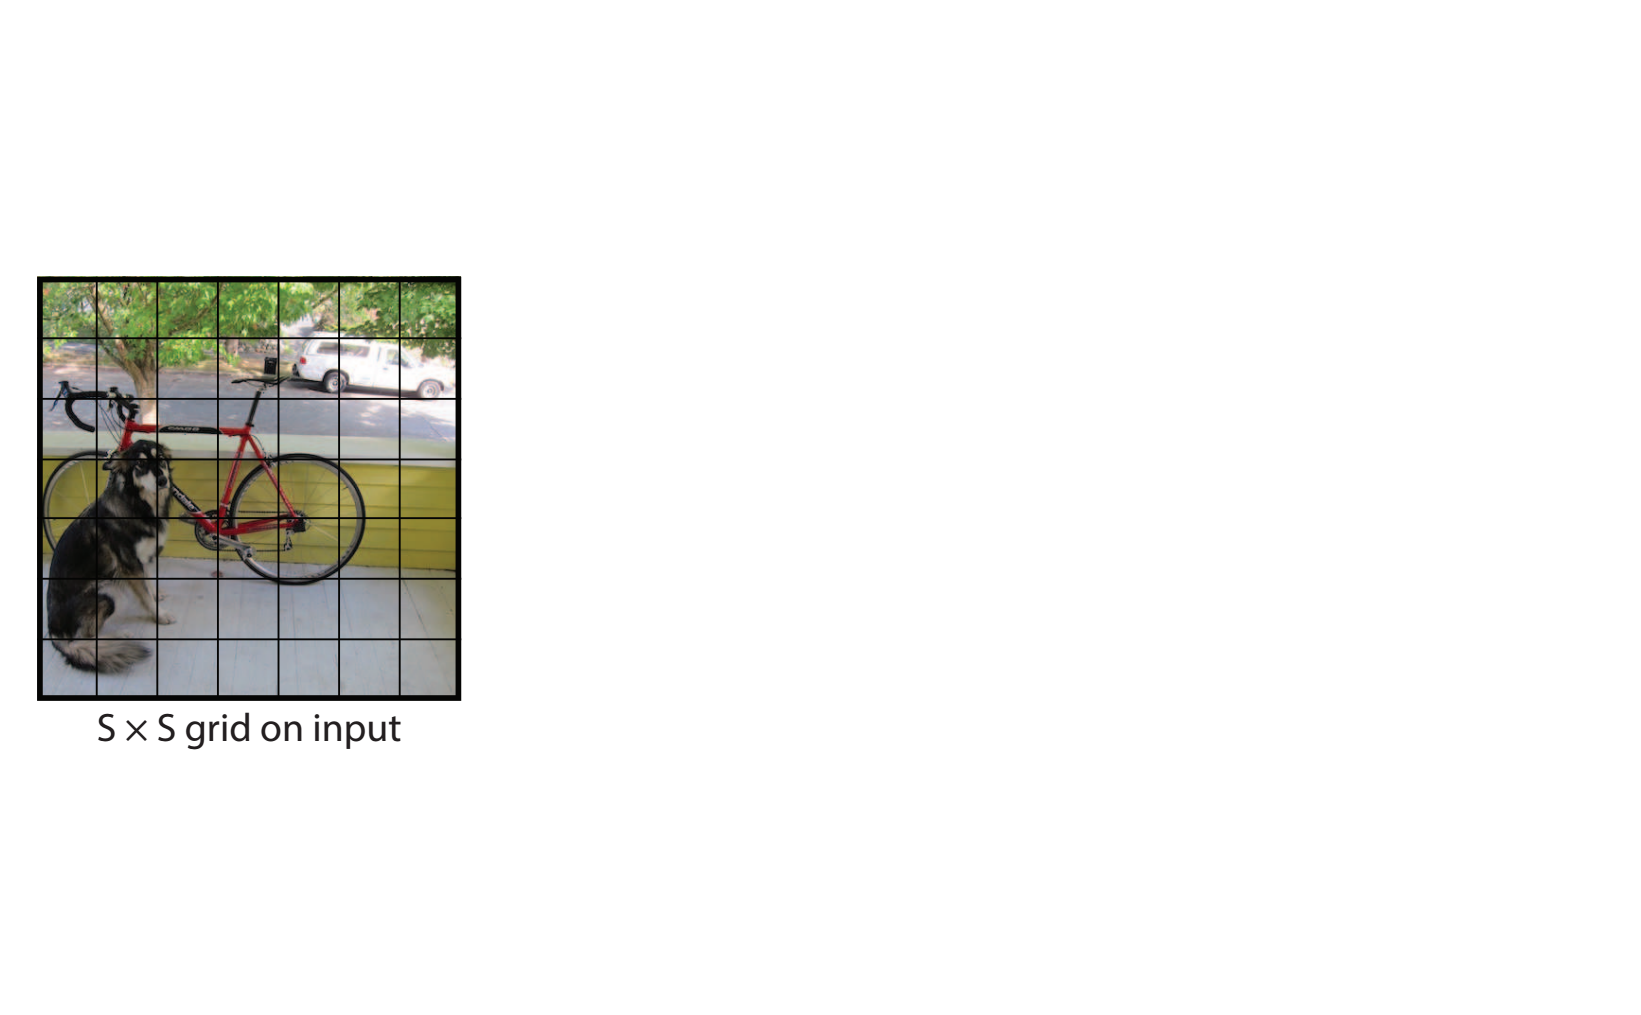 S × S grid on input